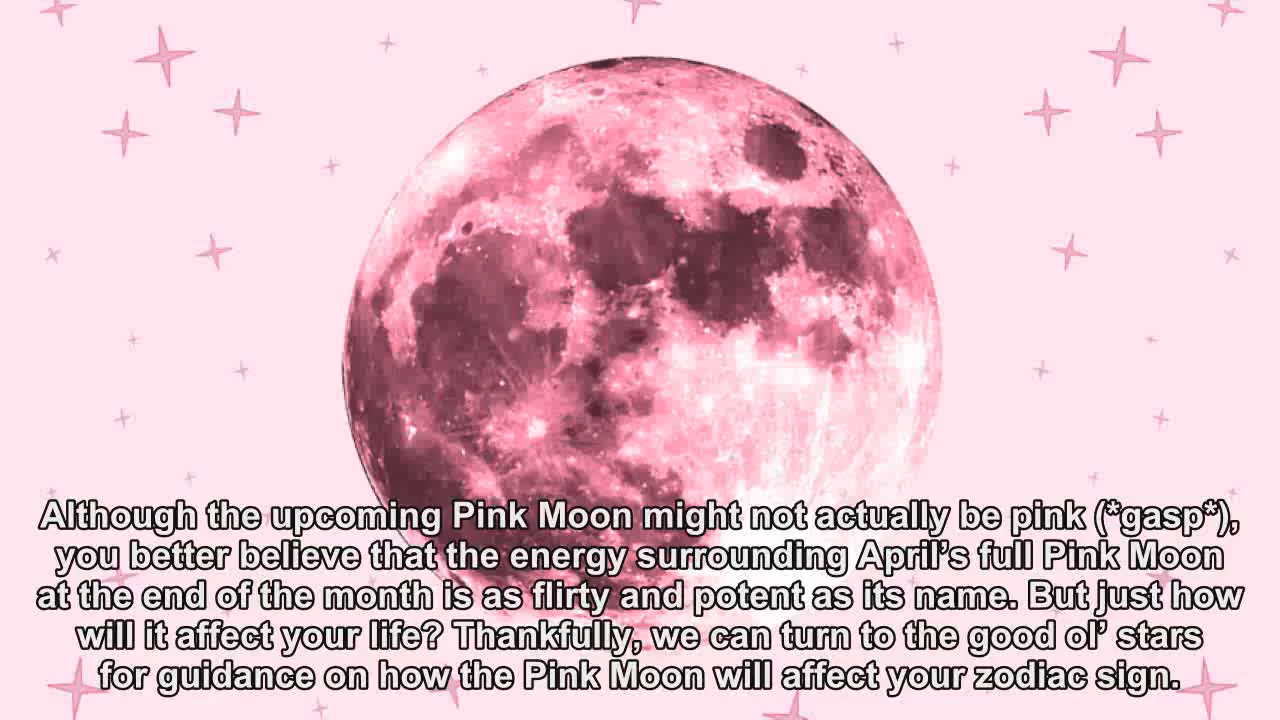 Although the upcoming Pink Moon might not actually be pink (*gasp*),
you better believe that the energy surrounding April’s full Pink Moon
at the end of the month is as flirty and potent as its name. But just how
will it affect your life? Thankfully, we can turn to the good ol’ stars
for guidance on how the Pink Moon will affect your zodiac sign.